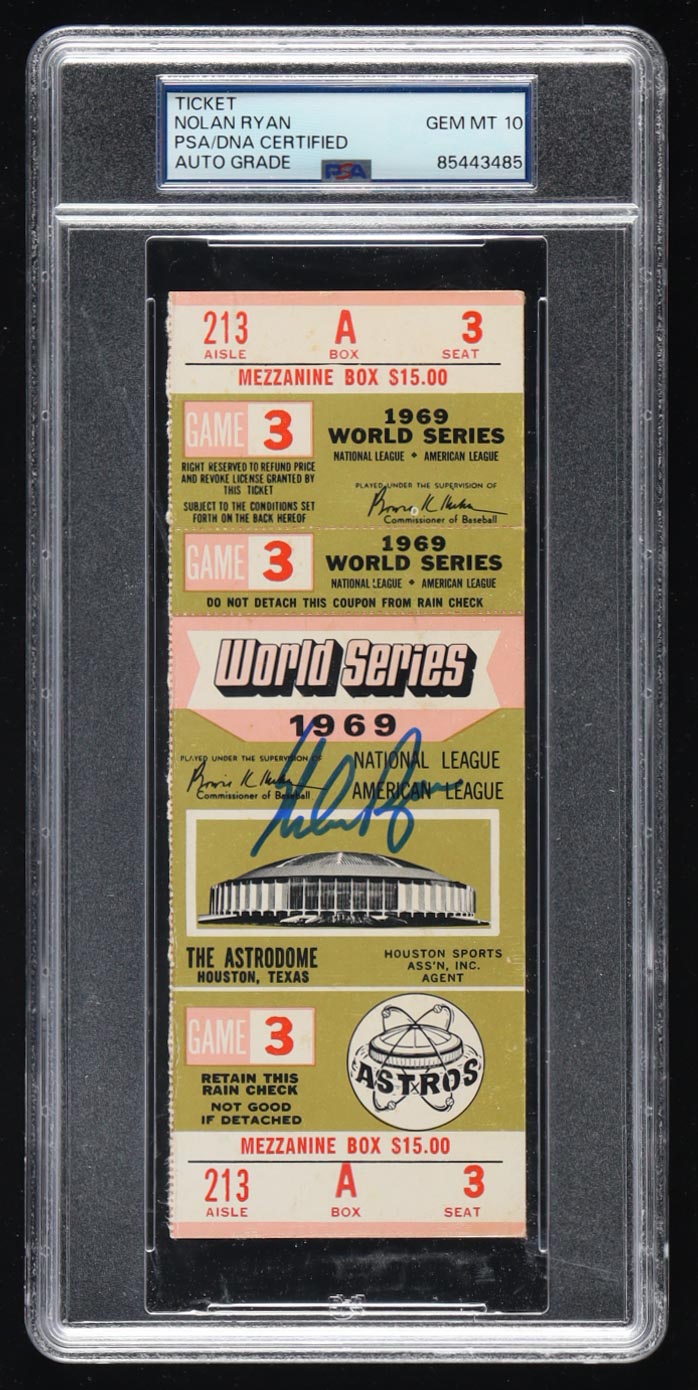 TICKET
NOLAN RYAN GEM MT 10
PSA/DNA CERTIFIED
AUTO GRADE PSA 85443485
213 A 3
AISLE BOX SEAT
MEZZANINE BOX $15.00
GAME 3
1969
WORLD SERIES
NATIONAL LEAGUE • AMERICAN LEAGUE
RIGHT RESERVED TO REFUND PRICE
AND REVOKE LICENSE GRANTED BY
THIS TICKET
SUBJECT TO THE CONDITIONS SET
FORTH ON THE BACK HEREOF
PLAYED UNDER THE SUPERVISION OF
Bowie K. Kuhn
Commissioner of Baseball
GAME 3
1969
WORLD SERIES
NATIONAL LEAGUE • AMERICAN LEAGUE
DO NOT DETACH THIS COUPON FROM RAIN CHECK
World Series
1969
PLAYED UNDER THE SUPERVISION OF
Bowie K. Kuhn
Commissioner of Baseball
NATIONAL LEAGUE
AMERICAN LEAGUE
Nolan Ryan
THE ASTRODOME
HOUSTON, TEXAS
HOUSTON SPORTS
ASS'N, INC.
AGENT
GAME 3
RETAIN THIS
RAIN CHECK
NOT GOOD
IF DETACHED
ASTROS
MEZZANINE BOX $15.00
213 A 3
AISLE BOX SEAT